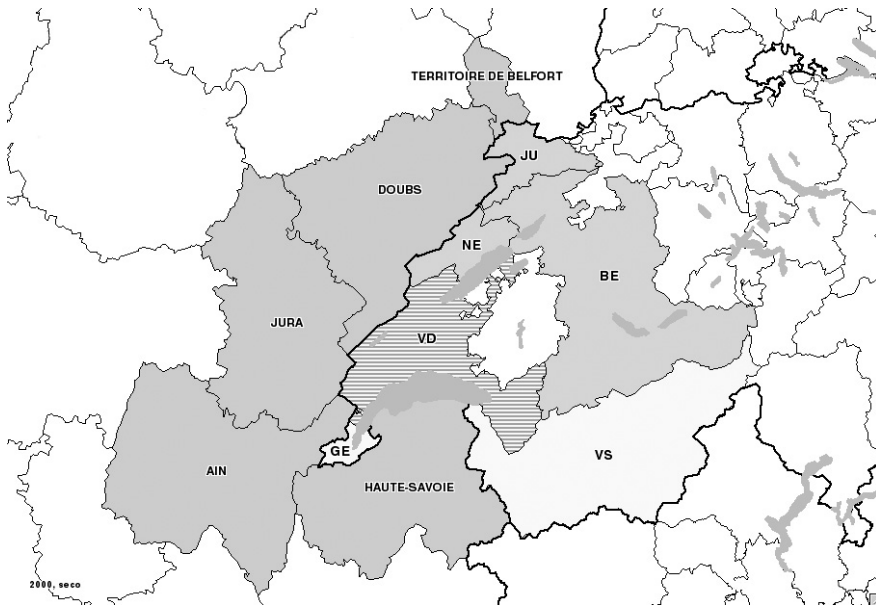 TERRITOIRE DE BELFORT
JU
DOUBS
NE
BE
JURA
VD
GE
AIN
VS
HAUTE-SAVOIE
2000, seco